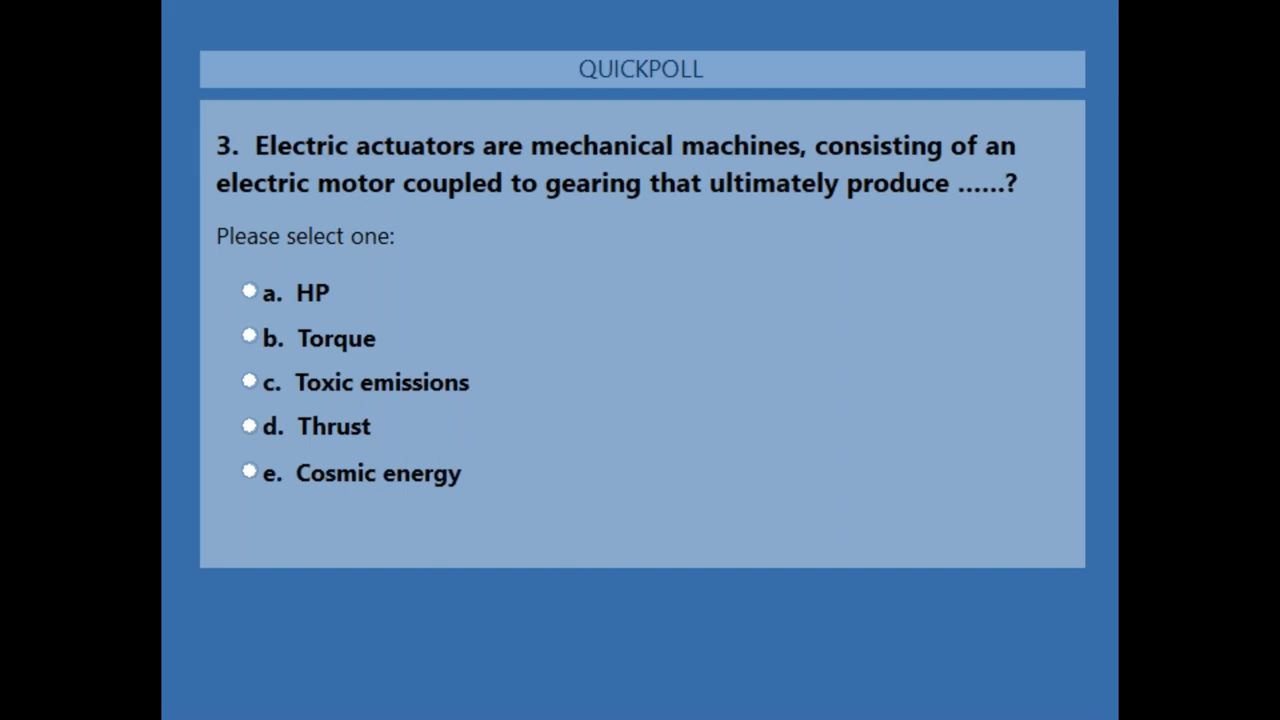 QUICKPOLL
3. Electric actuators are mechanical machines, consisting of an
electric motor coupled to gearing that ultimately produce ......?
Please select one:
a. HP
b. Torque
c. Toxic emissions
d. Thrust
e. Cosmic energy